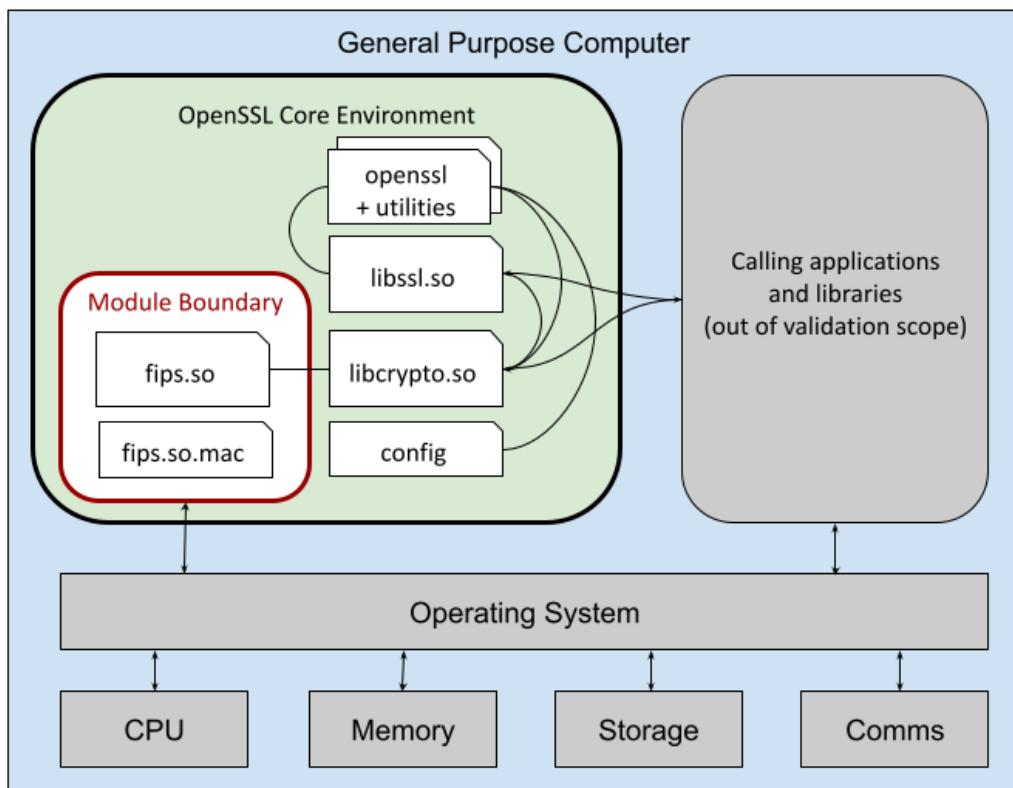 General Purpose Computer
OpenSSL Core Environment
openssl
+ utilities
libssl.so
Module Boundary
fips.so
libcrypto.so
fips.so.mac
config
Calling applications
and libraries
(out of validation scope)
Operating System
CPU
Memory
Storage
Comms